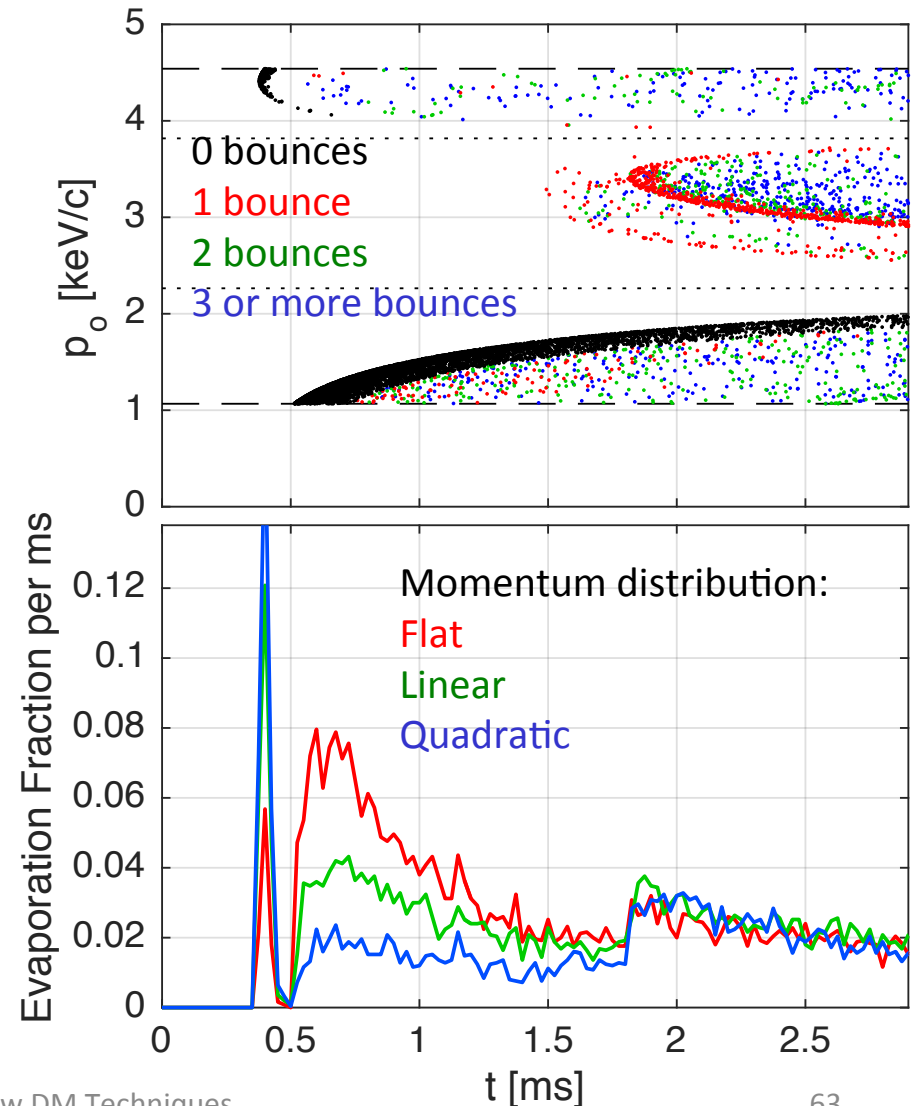 5
4
3
2
1
0
p_o [keV/c]
0 bounces
1 bounce
2 bounces
3 or more bounces
0.12
0.1
0.08
0.06
0.04
0.02
0
Evaporation Fraction per ms
Momentum distribution:
Flat
Linear
Quadratic
0 0.5 1 1.5 2 2.5
t [ms]
DM Techniques
63